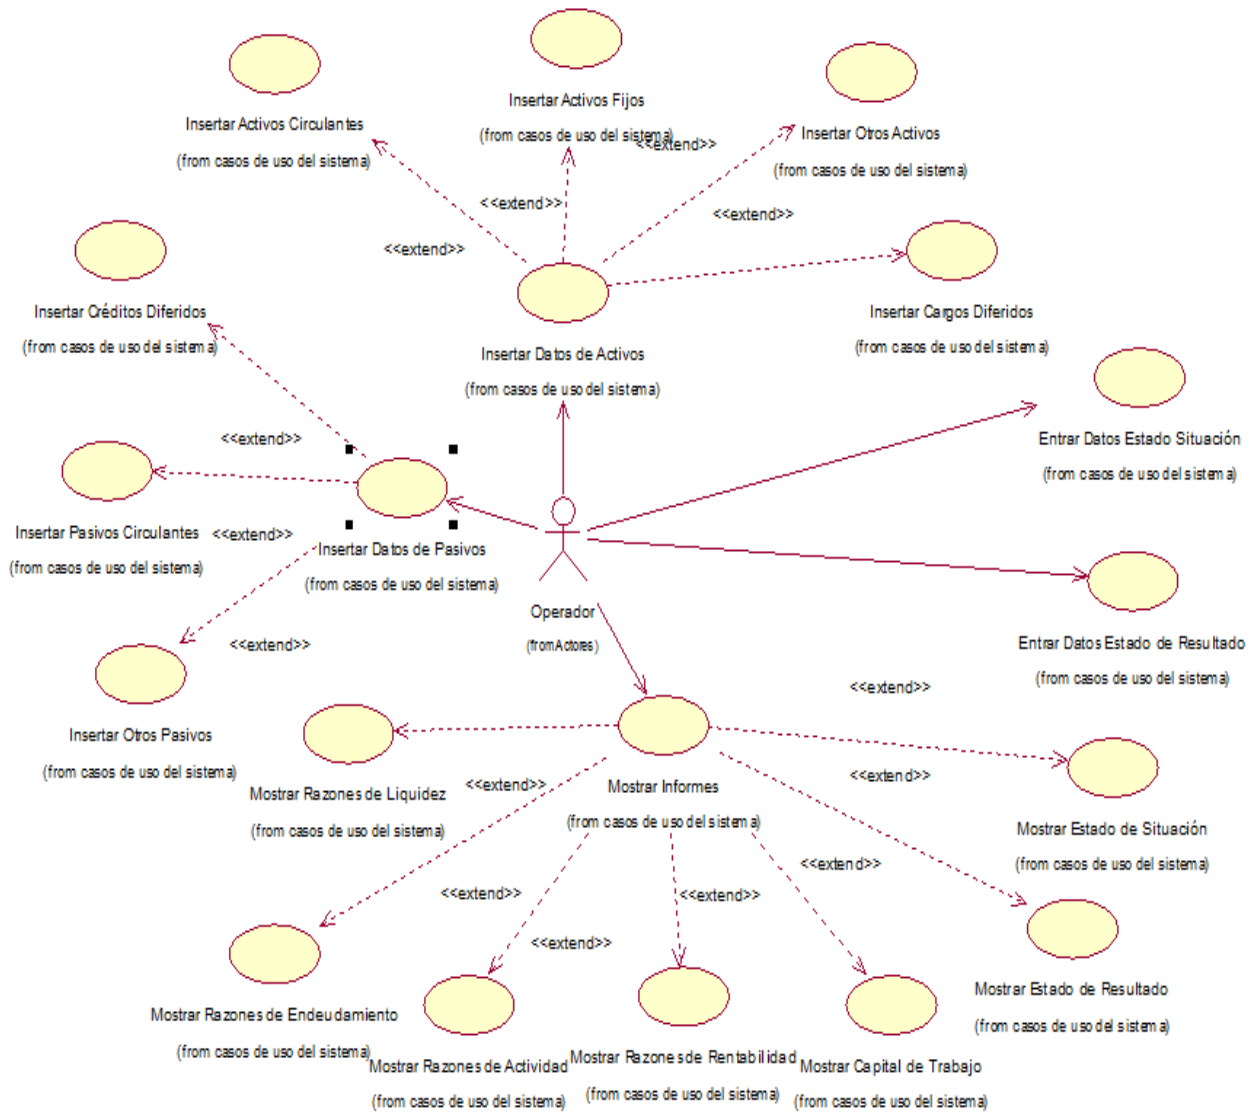 Insertar Activos Fijos
(from casos de uso del sistema)
Insertar Activos Circulantes
(from casos de uso del sistema)
Insertar Otros Activos
(from casos de uso del sistema)
<<extend>>
<<extend>>
<<extend>>
<<extend>>
Insertar Créditos Diferidos
(from casos de uso del sistema)
Insertar Cargos Diferidos
(from casos de uso del sistema)
Insertar Datos de Activos
(from casos de uso del sistema)
Entrar Datos Estado Situación
(from casos de uso del sistema)
<<extend>>
Insertar Pasivos Circulantes
(from casos de uso del sistema)
<<extend>>
Insertar Datos de Pasivos
(from casos de uso del sistema)
Operador
(from Actores)
<<extend>>
Entrar Datos Estado de Resultado
(from casos de uso del sistema)
Insertar Otros Pasivos
(from casos de uso del sistema)
<<extend>>
Mostrar Razones de Liquidez
(from casos de uso del sistema)
<<extend>>
Mostrar Informes
(from casos de uso del sistema)
<<extend>>
Mostrar Estado de Situación
(from casos de uso del sistema)
<<extend>>
<<extend>>
<<extend>>
<<extend>>
Mostrar Estado de Resultado
(from casos de uso del sistema)
Mostrar Razones de Endeudamiento
(from casos de uso del sistema)
Mostrar Razones de Actividad
(from casos de uso del sistema)
Mostrar Razones de Rentabilidad
(from casos de uso del sistema)
Mostrar Capital de Trabajo
(from casos de uso del sistema)